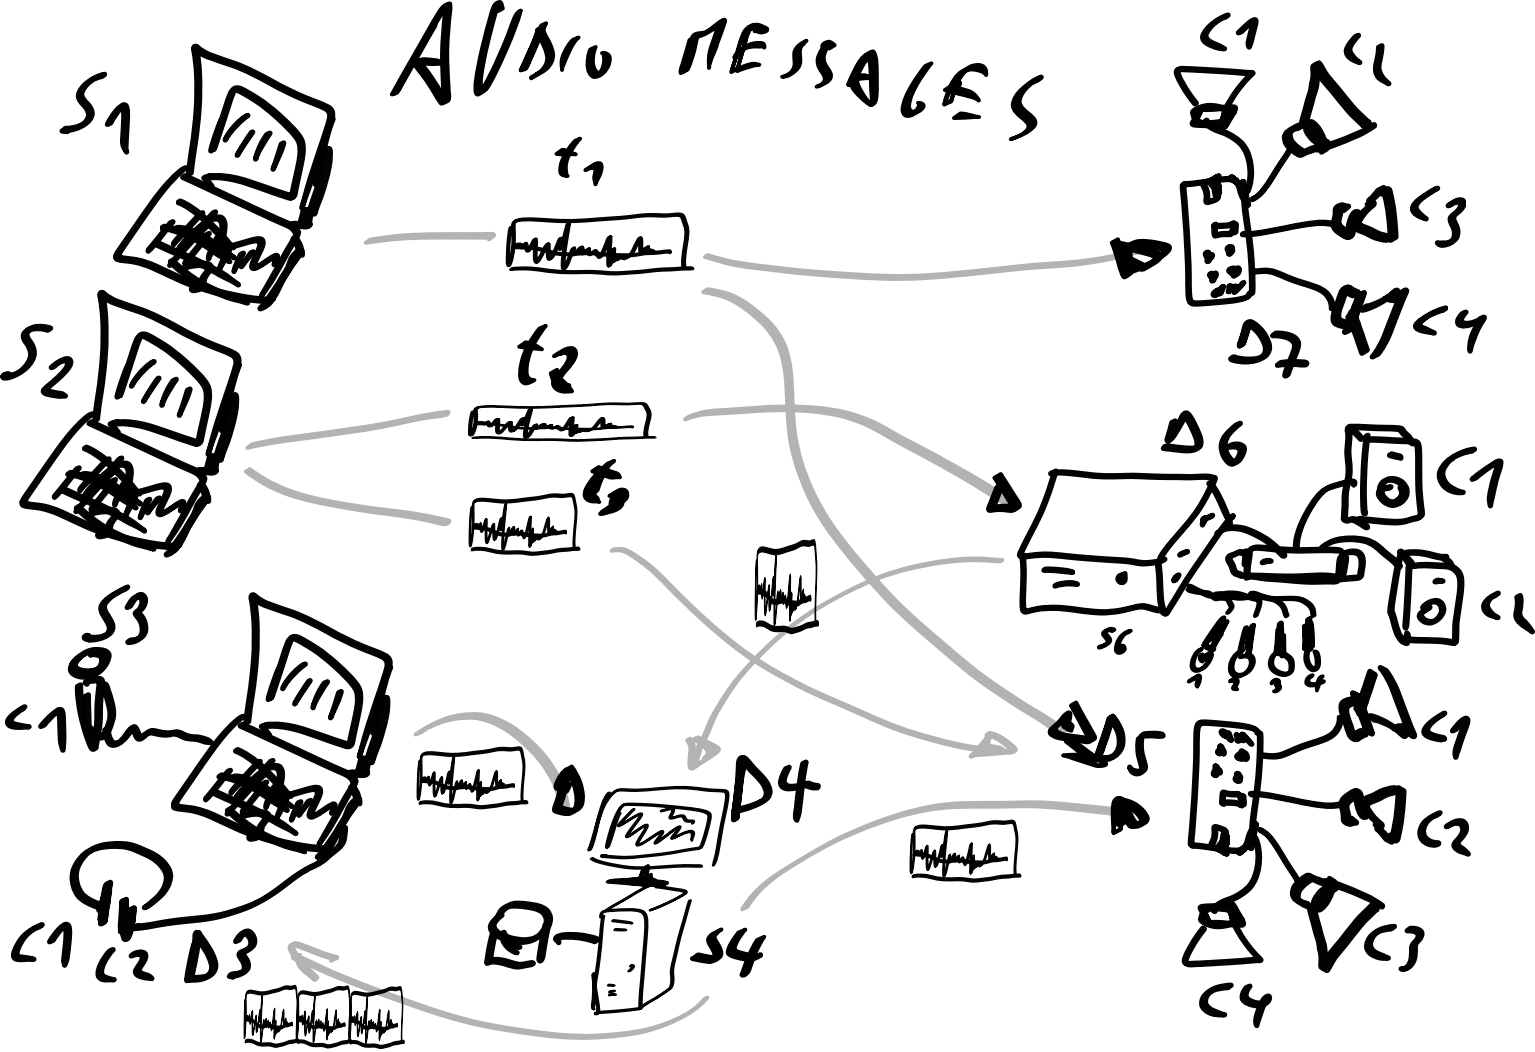 AUDIO MESSAGES
S1
t1
C1
C2
C3
C4
D7
S2
t2
t3
D6
C1
C2
S6
1 2 3 4
S3
C1
D4
D5
C1
C2
C3
C4
S4
C1 C2 D3